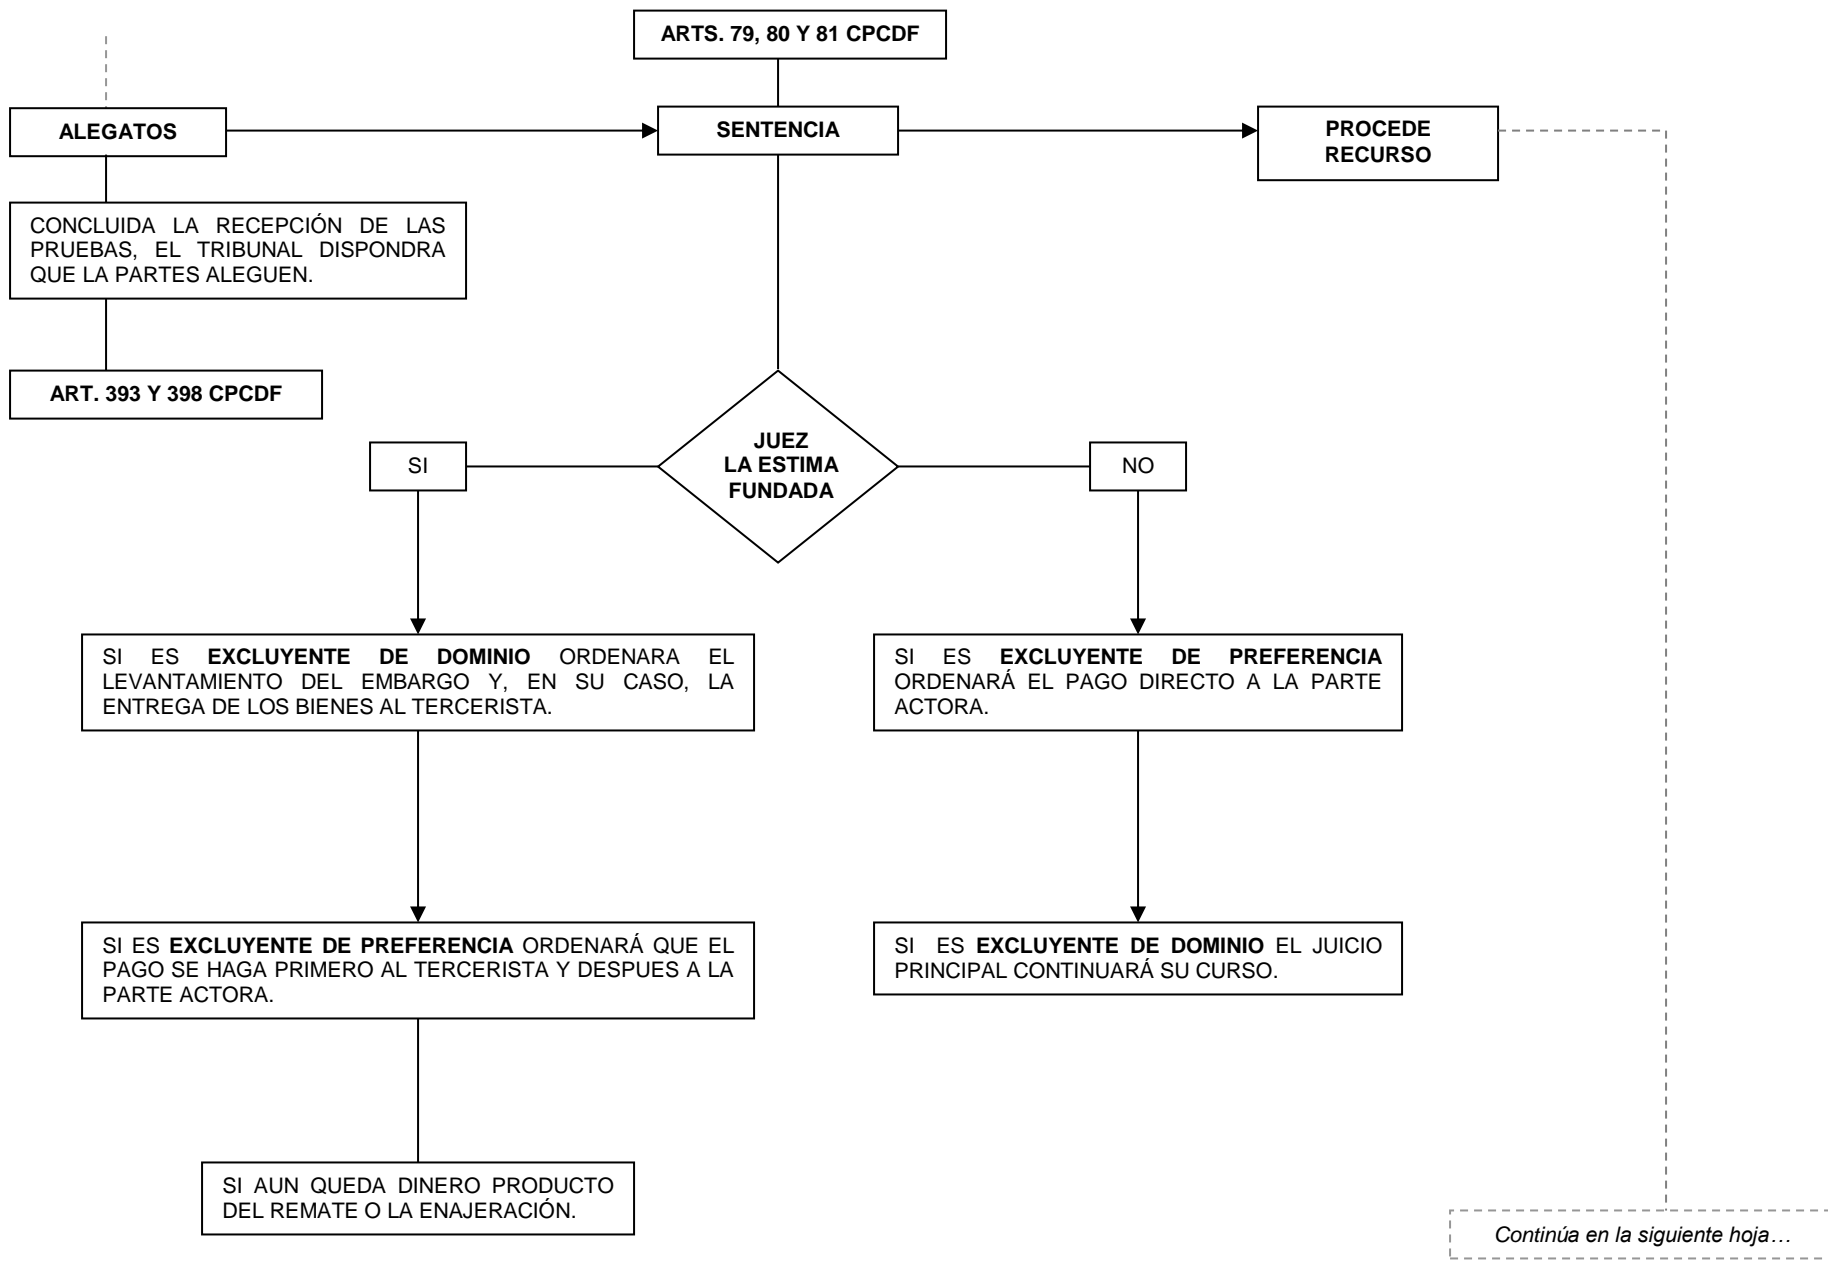 ARTS. 79, 80 Y 81 CPCDF
ALEGATOS
SENTENCIA
PROCEDE
RECURSO
CONCLUIDA LA RECEPCIÓN DE LAS
PRUEBAS, EL TRIBUNAL DISPONDRA
QUE LA PARTES ALEGUEN.
ART. 393 Y 398 CPCDF
JUEZ
LA ESTIMA
FUNDADA
SI
NO
SI ES EXCLUYENTE DE DOMINIO ORDENARA EL
LEVANTAMIENTO DEL EMBARGO Y, EN SU CASO, LA
ENTREGA DE LOS BIENES AL TERCERISTA.
SI ES EXCLUYENTE DE PREFERENCIA
ORDENARÁ EL PAGO DIRECTO A LA PARTE
ACTORA.
SI ES EXCLUYENTE DE PREFERENCIA ORDENARÁ QUE EL
PAGO SE HAGA PRIMERO AL TERCERISTA Y DESPUES A LA
PARTE ACTORA.
SI ES EXCLUYENTE DE DOMINIO EL JUICIO
PRINCIPAL CONTINUARÁ SU CURSO.
SI AUN QUEDA DINERO PRODUCTO
DEL REMATE O LA ENAJERACIÓN.
Continúa en la siguiente hoja…